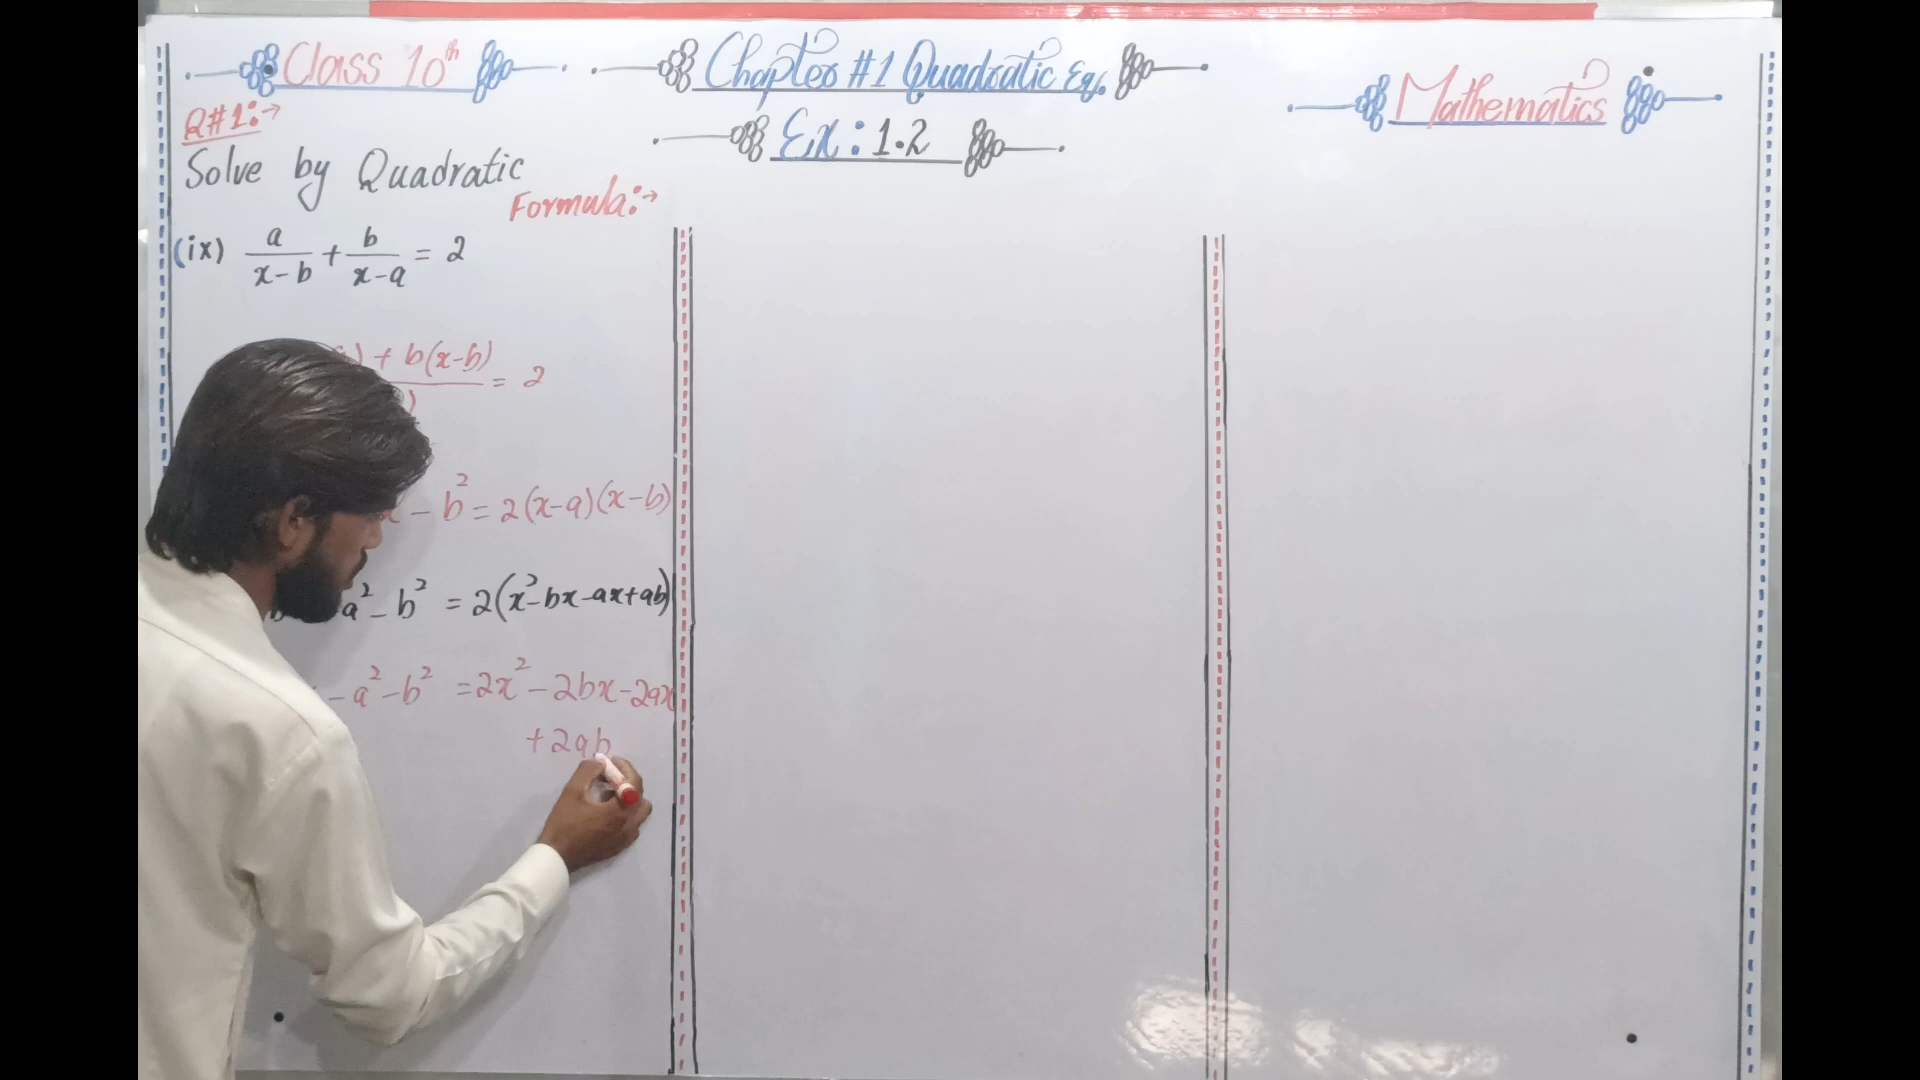 Class 10th
Chapter #1 Quadratic Eq.
Mathematics
Ex: 1.2
Q#1:→
Solve by Quadratic
Formula:→
(ix) a/(x-b) + b/(x-a) = 2
) + b(x-b)
= 2
)
x - b² = 2(x-a)(x-b)
a² - b² = 2(x²-bx-ax+ab)
- a² - b² = 2x² - 2bx - 2ax
+ 2ab